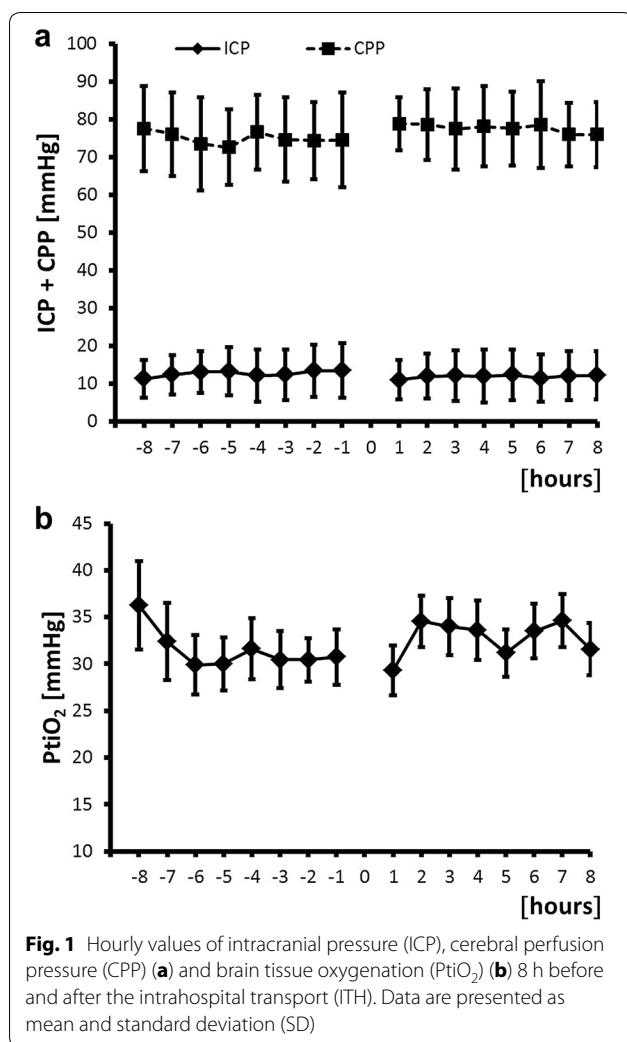 a
ICP CPP
100
90
80
70
60
50
40
30
20
10
0
ICP + CPP [mmHg]
-8 -7 -6 -5 -4 -3 -2 -1 0 1 2 3 4 5 6 7 8
[hours]
b
45
40
35
30
25
20
15
10
PtiO₂ [mmHg]
-8 -7 -6 -5 -4 -3 -2 -1 0 1 2 3 4 5 6 7 8
[hours]
Fig. 1 Hourly values of intracranial pressure (ICP), cerebral perfusion
pressure (CPP) (a) and brain tissue oxygenation (PtiO₂) (b) 8 h before
and after the intrahospital transport (ITH). Data are presented as
mean and standard deviation (SD)